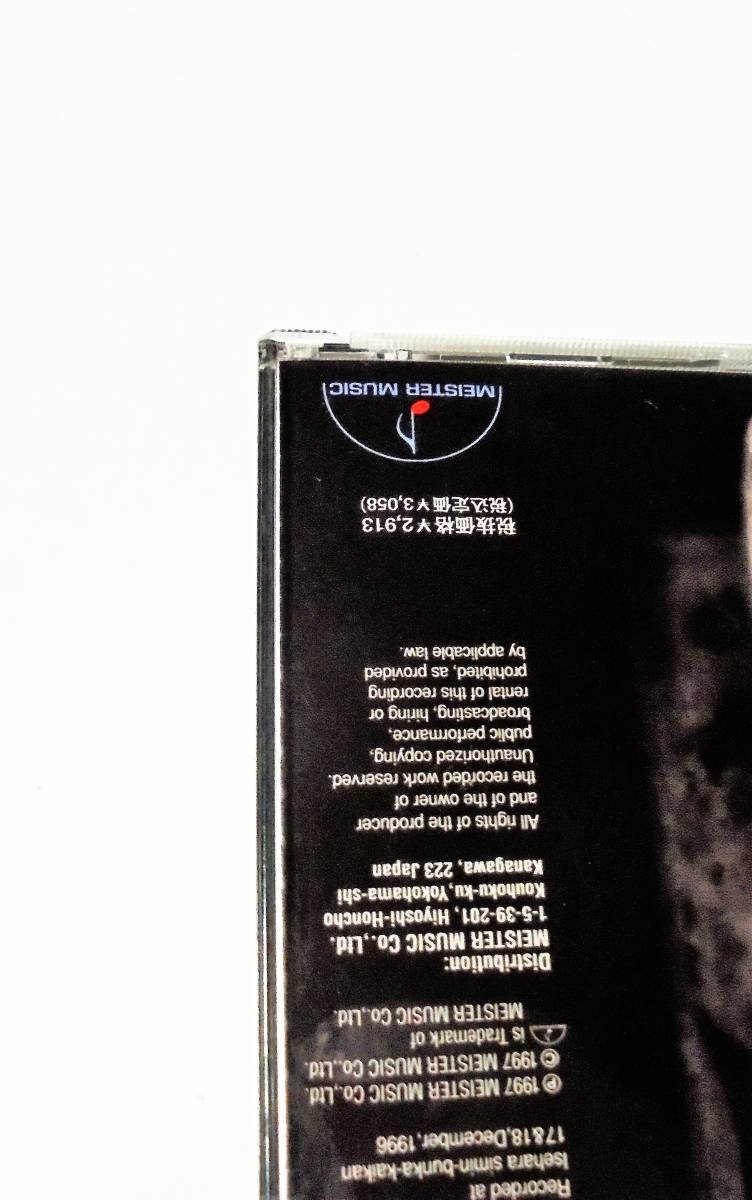 Recorded at
Isehara simin-bunka-kaikan
17&18,December,1996
Ⓟ 1997 MEISTER MUSIC Co.,Ltd.
© 1997 MEISTER MUSIC Co.,Ltd.
is Trademark of
MEISTER MUSIC Co.,Ltd.
Distribution:
MEISTER MUSIC Co.,Ltd.
1-5-39-201, Hiyoshi-Honcho
Kouhoku-ku,Yokohama-shi
Kanagawa, 223 Japan
All rights of the producer
and of the owner of
the recorded work reserved.
Unauthorized copying,
public performance,
broadcasting, hiring or
rental of this recording
prohibited, as provided
by applicable law.
税抜価格￥2,913
(税込定価￥3,058)
MEISTER MUSIC